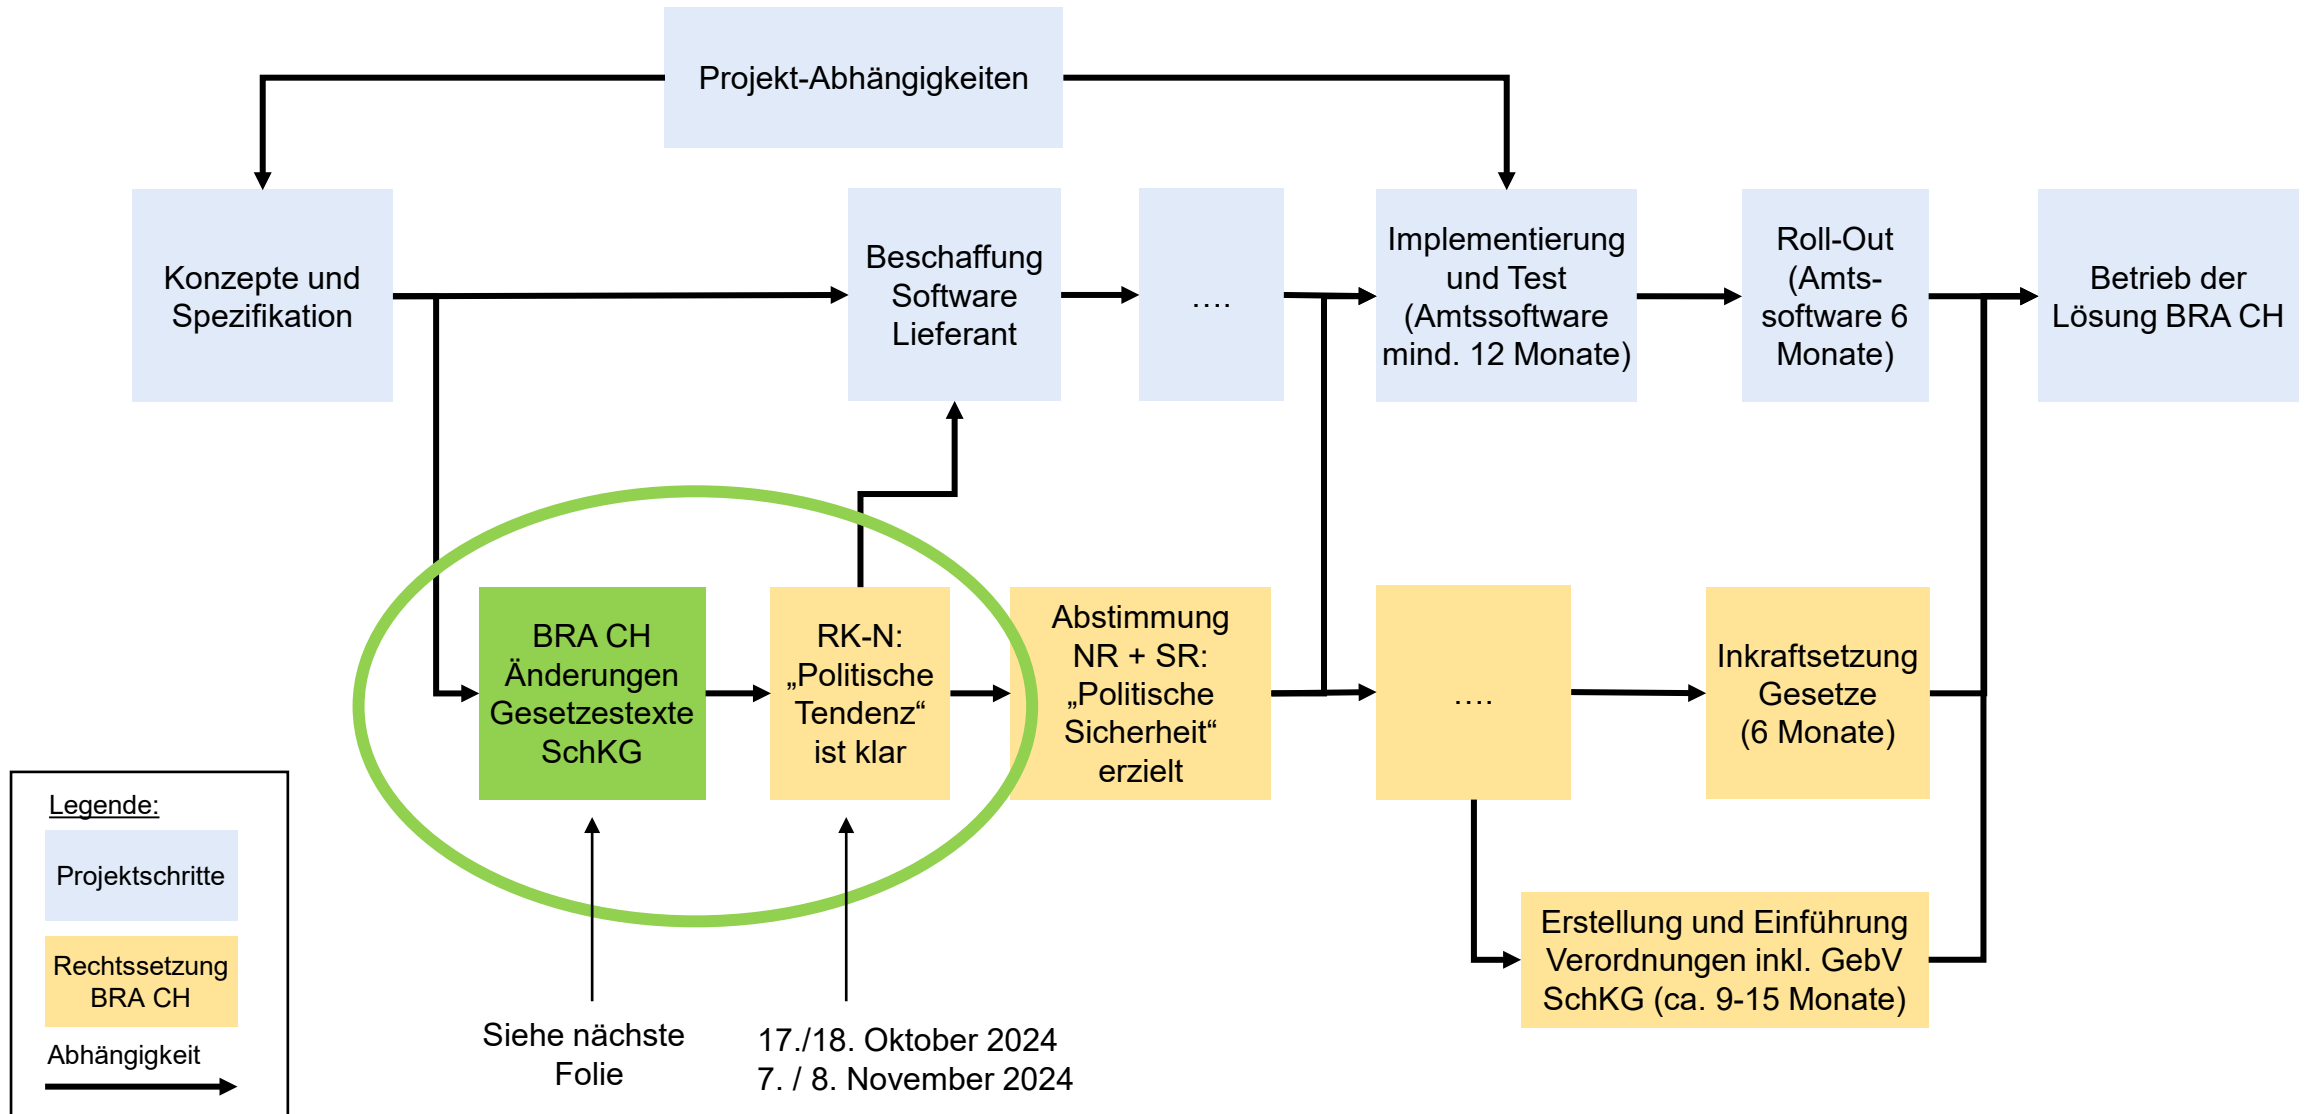 Projekt-Abhängigkeiten
Konzepte und
Spezifikation
Beschaffung
Software
Lieferant
....
Implementierung
und Test
(Amtssoftware
mind. 12 Monate)
Roll-Out
(Amts-
software 6
Monate)
Betrieb der
Lösung BRA CH
BRA CH
Änderungen
Gesetzestexte
SchKG
RK-N:
„Politische
Tendenz“
ist klar
Abstimmung
NR + SR:
„Politische
Sicherheit“
erzielt
....
Inkraftsetzung
Gesetze
(6 Monate)
Erstellung und Einführung
Verordnungen inkl. GebV
SchKG (ca. 9-15 Monate)
Siehe nächste
Folie
17./18. Oktober 2024
7. / 8. November 2024
Legende:
Projektschritte
Rechtssetzung
BRA CH
Abhängigkeit